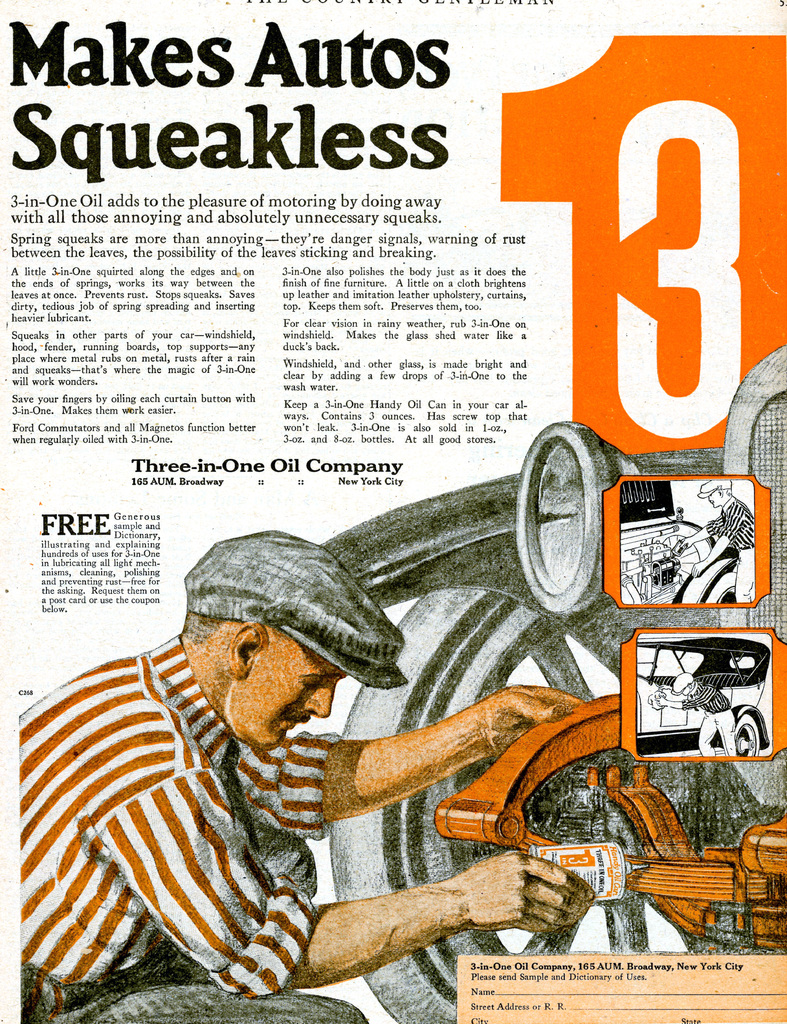 THE COUNTRY GENTLEMAN
Makes Autos
Squeakless
13
3-in-One Oil adds to the pleasure of motoring by doing away
with all those annoying and absolutely unnecessary squeaks.
Spring squeaks are more than annoying—they're danger signals, warning of rust
between the leaves, the possibility of the leaves sticking and breaking.
A little 3-in-One squirted along the edges and on
the ends of springs, works its way between the
leaves at once. Prevents rust. Stops squeaks. Saves
dirty, tedious job of spring spreading and inserting
heavier lubricant.
Squeaks in other parts of your car—windshield,
hood, fender, running boards, top supports—any
place where metal rubs on metal, rusts after a rain
and squeaks—that's where the magic of 3-in-One
will work wonders.
Save your fingers by oiling each curtain button with
3-in-One. Makes them work easier.
Ford Commutators and all Magnetos function better
when regularly oiled with 3-in-One.
3-in-One also polishes the body just as it does the
finish of fine furniture. A little on a cloth brightens
up leather and imitation leather upholstery, curtains,
top. Keeps them soft. Preserves them, too.
For clear vision in rainy weather, rub 3-in-One on
windshield. Makes the glass shed water like a
duck's back.
Windshield, and other glass, is made bright and
clear by adding a few drops of 3-in-One to the
wash water.
Keep a 3-in-One Handy Oil Can in your car al-
ways. Contains 3 ounces. Has screw top that
won't leak. 3-in-One is also sold in 1-oz.,
3-oz. and 8-oz. bottles. At all good stores.
Three-in-One Oil Company
165 AUM. Broadway :: :: New York City
FREE Generous
sample and
Dictionary,
illustrating and explaining
hundreds of uses for 3-in-One
in lubricating all light mech-
anisms, cleaning, polishing
and preventing rust—free for
the asking. Request them on
a post card or use the coupon
below.
C268
Handy Oil Can
13
THREE IN ONE OIL
3-in-One Oil Company, 165 AUM. Broadway, New York City
Please send Sample and Dictionary of Uses.
Name
Street Address or R. R.
City State